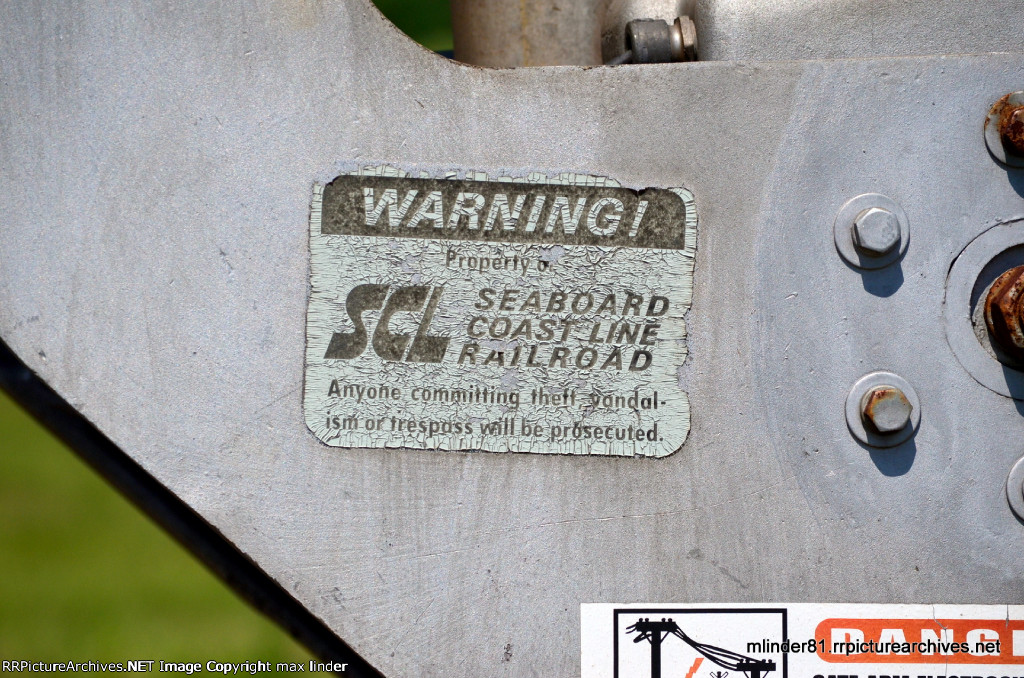 WARNING!
Property o
SCL SEABOARD
COAST LINE
RAILROAD
Anyone committing theft, vandal-
ism or trespass will be prosecuted.
DANG
mlinder81.rrpicturearchives.net
RRPictureArchives.NET Image Copyright max linder